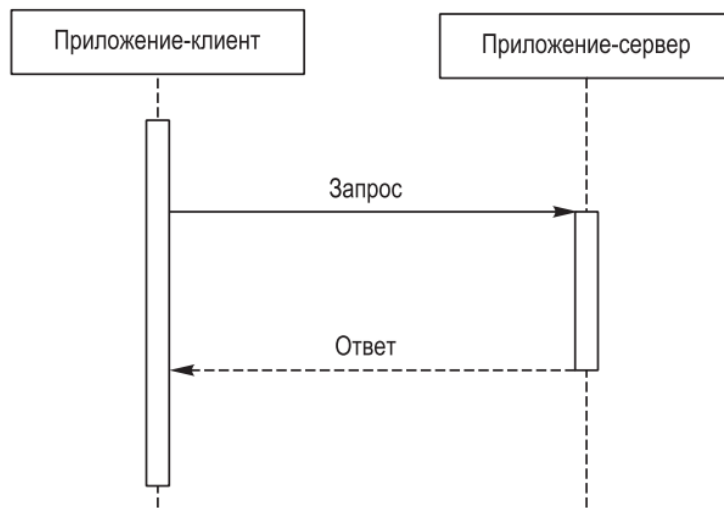 Приложение-клиент
Приложение-сервер
Запрос
Ответ